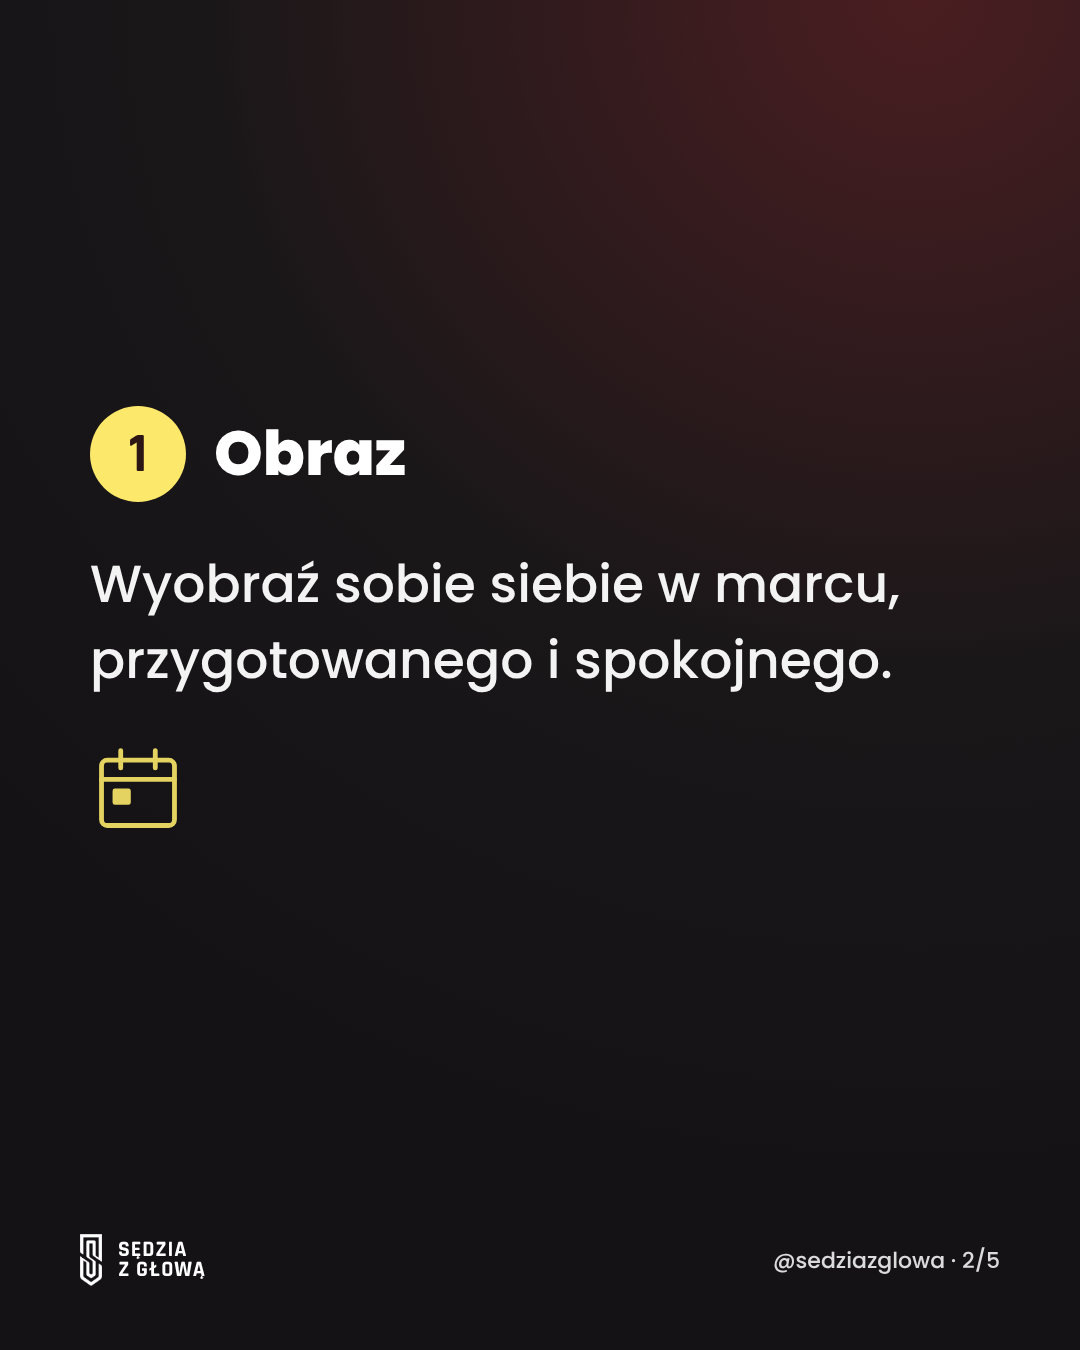 1 Obraz
Wyobraź sobie siebie w marcu,
przygotowanego i spokojnego.
SĘDZIA
Z GŁOWĄ
@sedziazglowa · 2/5